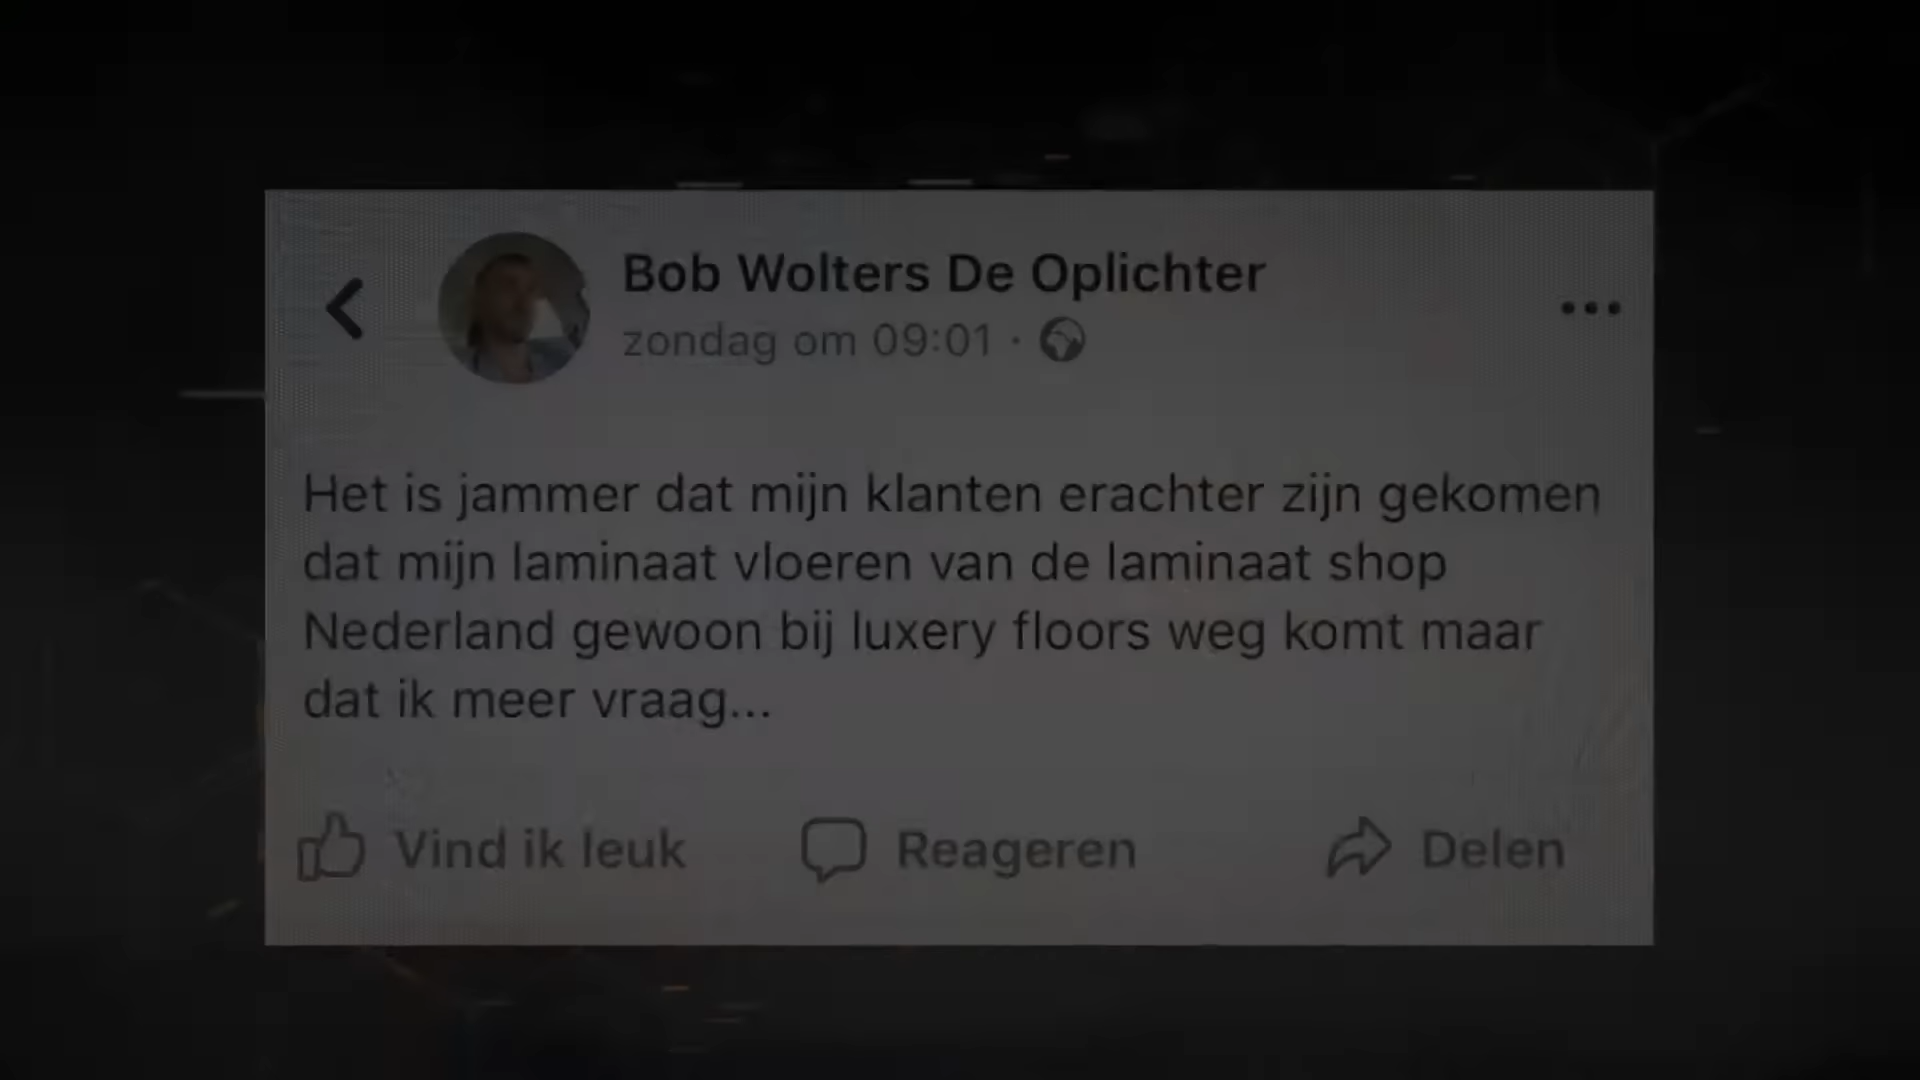 Bob Wolters De Oplichter
zondag om 09:01 ·
Het is jammer dat mijn klanten erachter zijn gekomen
dat mijn laminaat vloeren van de laminaat shop
Nederland gewoon bij luxery floors weg komt maar
dat ik meer vraag...
Vind ik leuk
Reageren
Delen